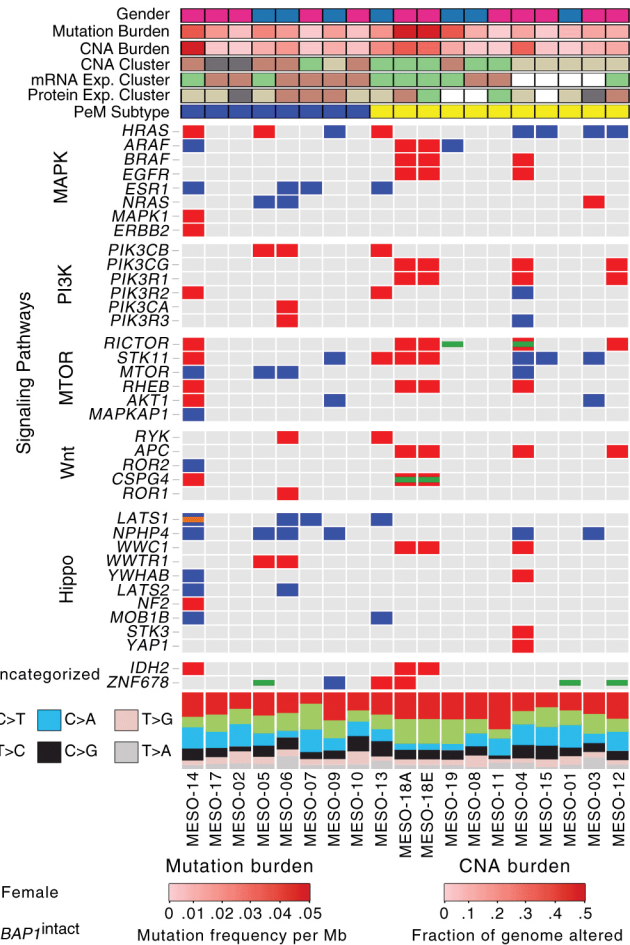 Gender
Mutation Burden
CNA Burden
CNA Cluster
mRNA Exp. Cluster
Protein Exp. Cluster
PeM Subtype
Signaling Pathways
MAPK
HRAS
ARAF
BRAF
EGFR
ESR1
NRAS
MAPK1
ERBB2
PI3K
PIK3CB
PIK3CG
PIK3R1
PIK3R2
PIK3CA
PIK3R3
MTOR
RICTOR
STK11
MTOR
RHEB
AKT1
MAPKAP1
Wnt
RYK
APC
ROR2
CSPG4
ROR1
Hippo
LATS1
NPHP4
WWC1
WWTR1
YWHAB
LATS2
NF2
MOB1B
STK3
YAP1
ncategorized
IDH2
ZNF678
C>T C>A T>G
T>C C>G T>A
MESO-14
MESO-17
MESO-02
MESO-05
MESO-06
MESO-07
MESO-09
MESO-10
MESO-13
MESO-18A
MESO-18E
MESO-19
MESO-08
MESO-11
MESO-04
MESO-15
MESO-01
MESO-03
MESO-12
Mutation burden CNA burden
Female
0 .01 .02 .03 .04 .05 0 .1 .2 .3 .4 .5
BAP1intact Mutation frequency per Mb Fraction of genome altered